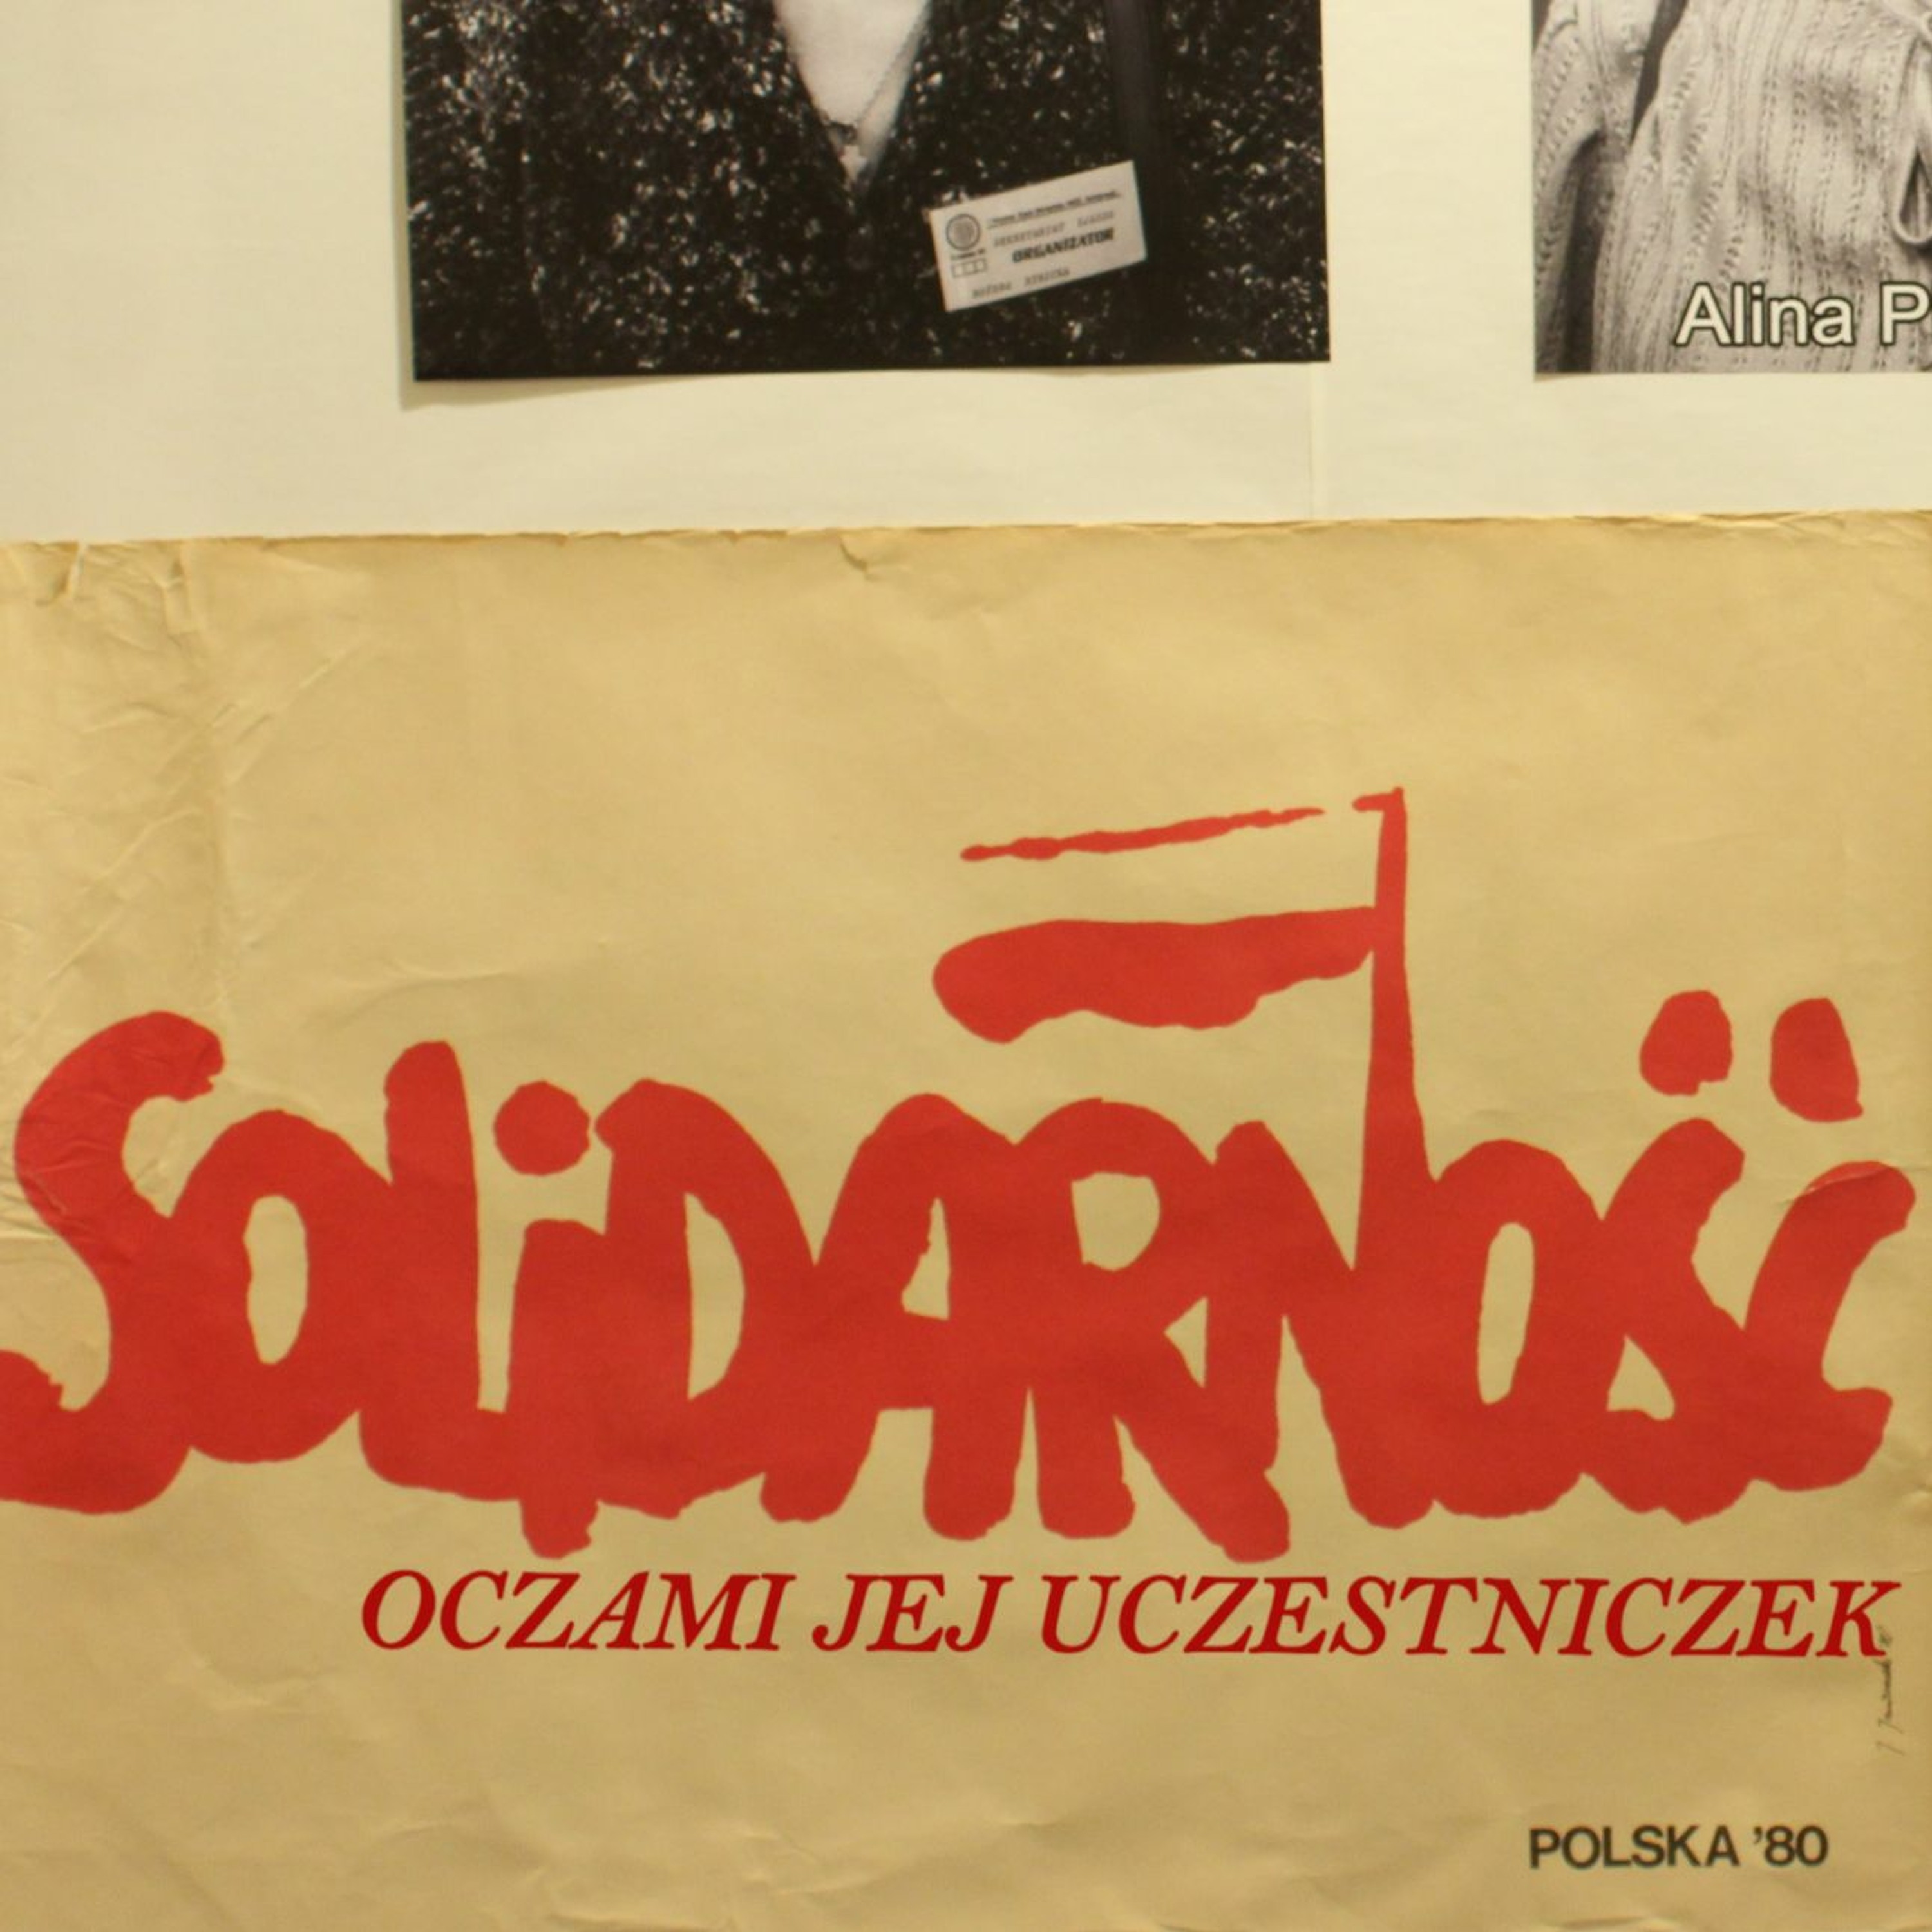 ORGANIZATOR
Alina P
SOLiDARNOŚĆ
OCZAMI JEJ UCZESTNICZEK
POLSKA '80